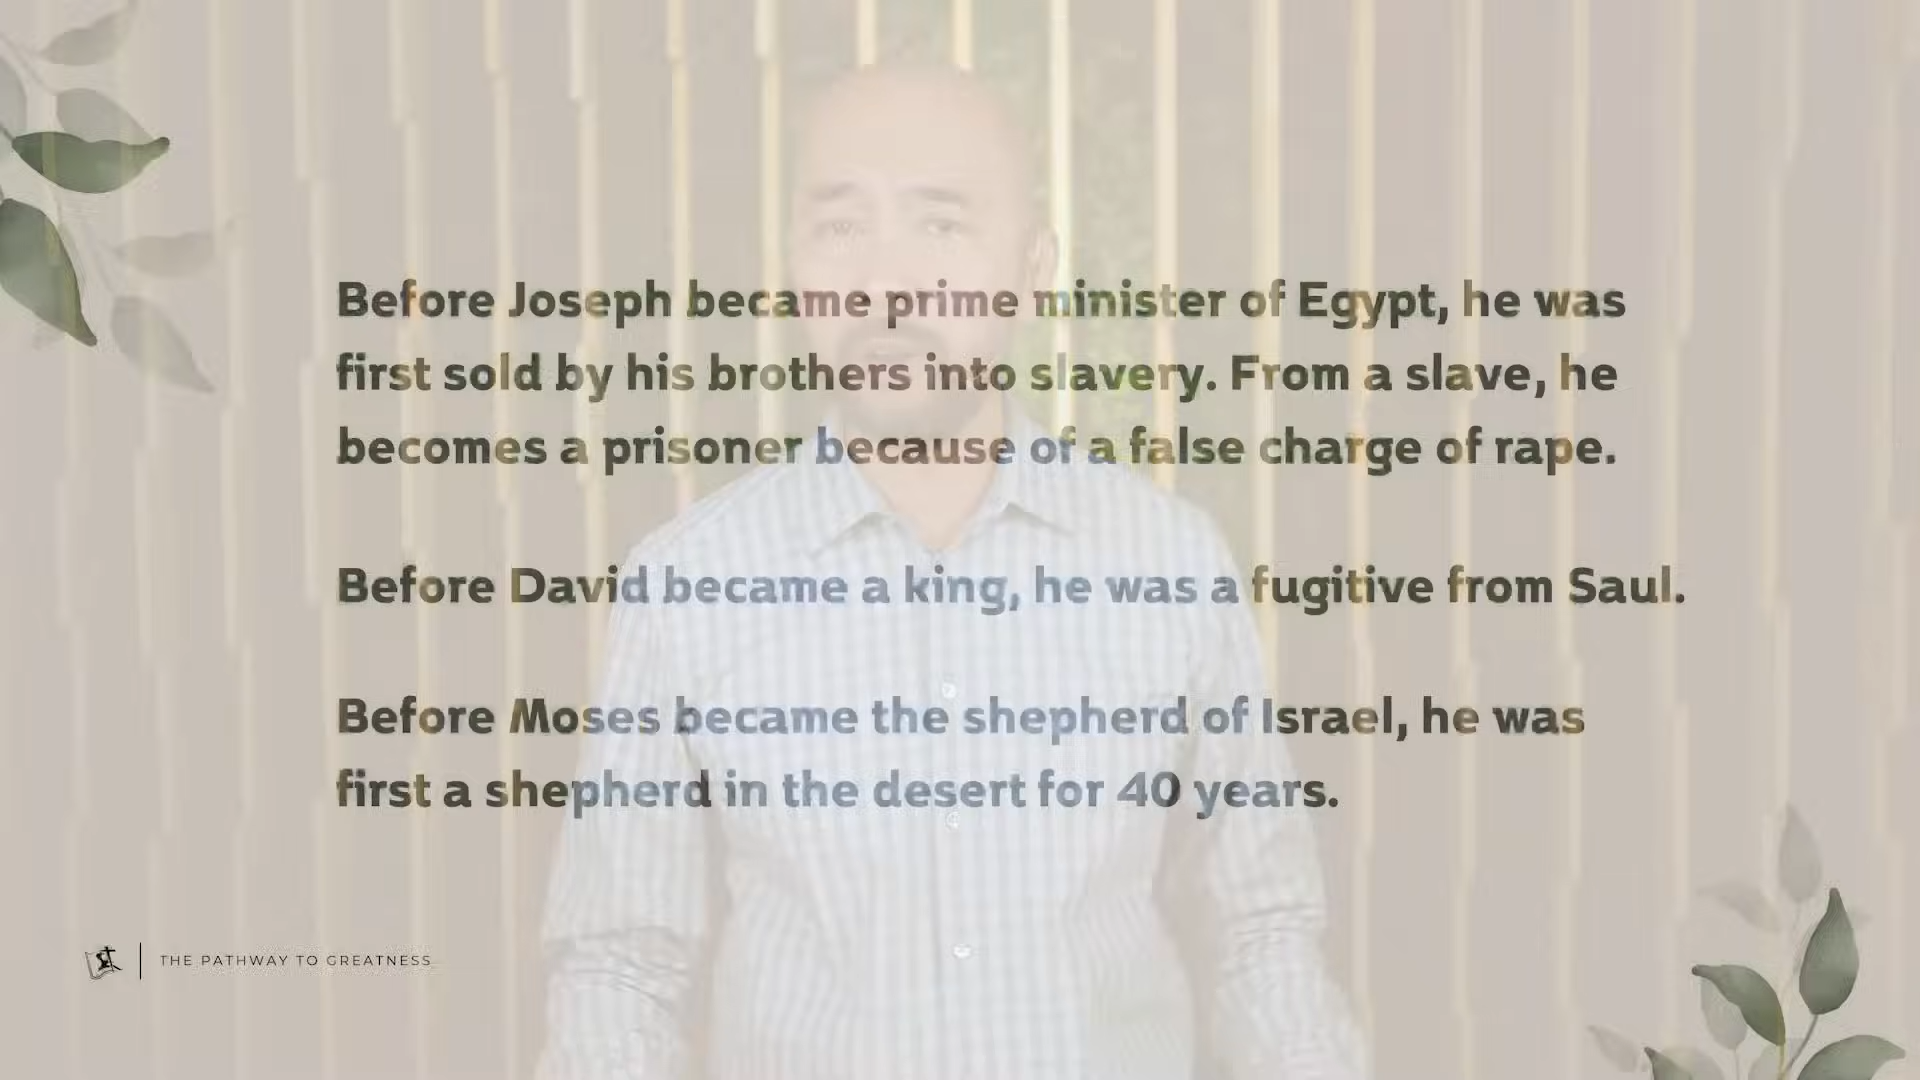 Before Joseph became prime minister of Egypt, he was
first sold by his brothers into slavery. From a slave, he
becomes a prisoner because of a false charge of rape.
Before David became a king, he was a fugitive from Saul.
Before Moses became the shepherd of Israel, he was
first a shepherd in the desert for 40 years.
THE PATHWAY TO GREATNESS